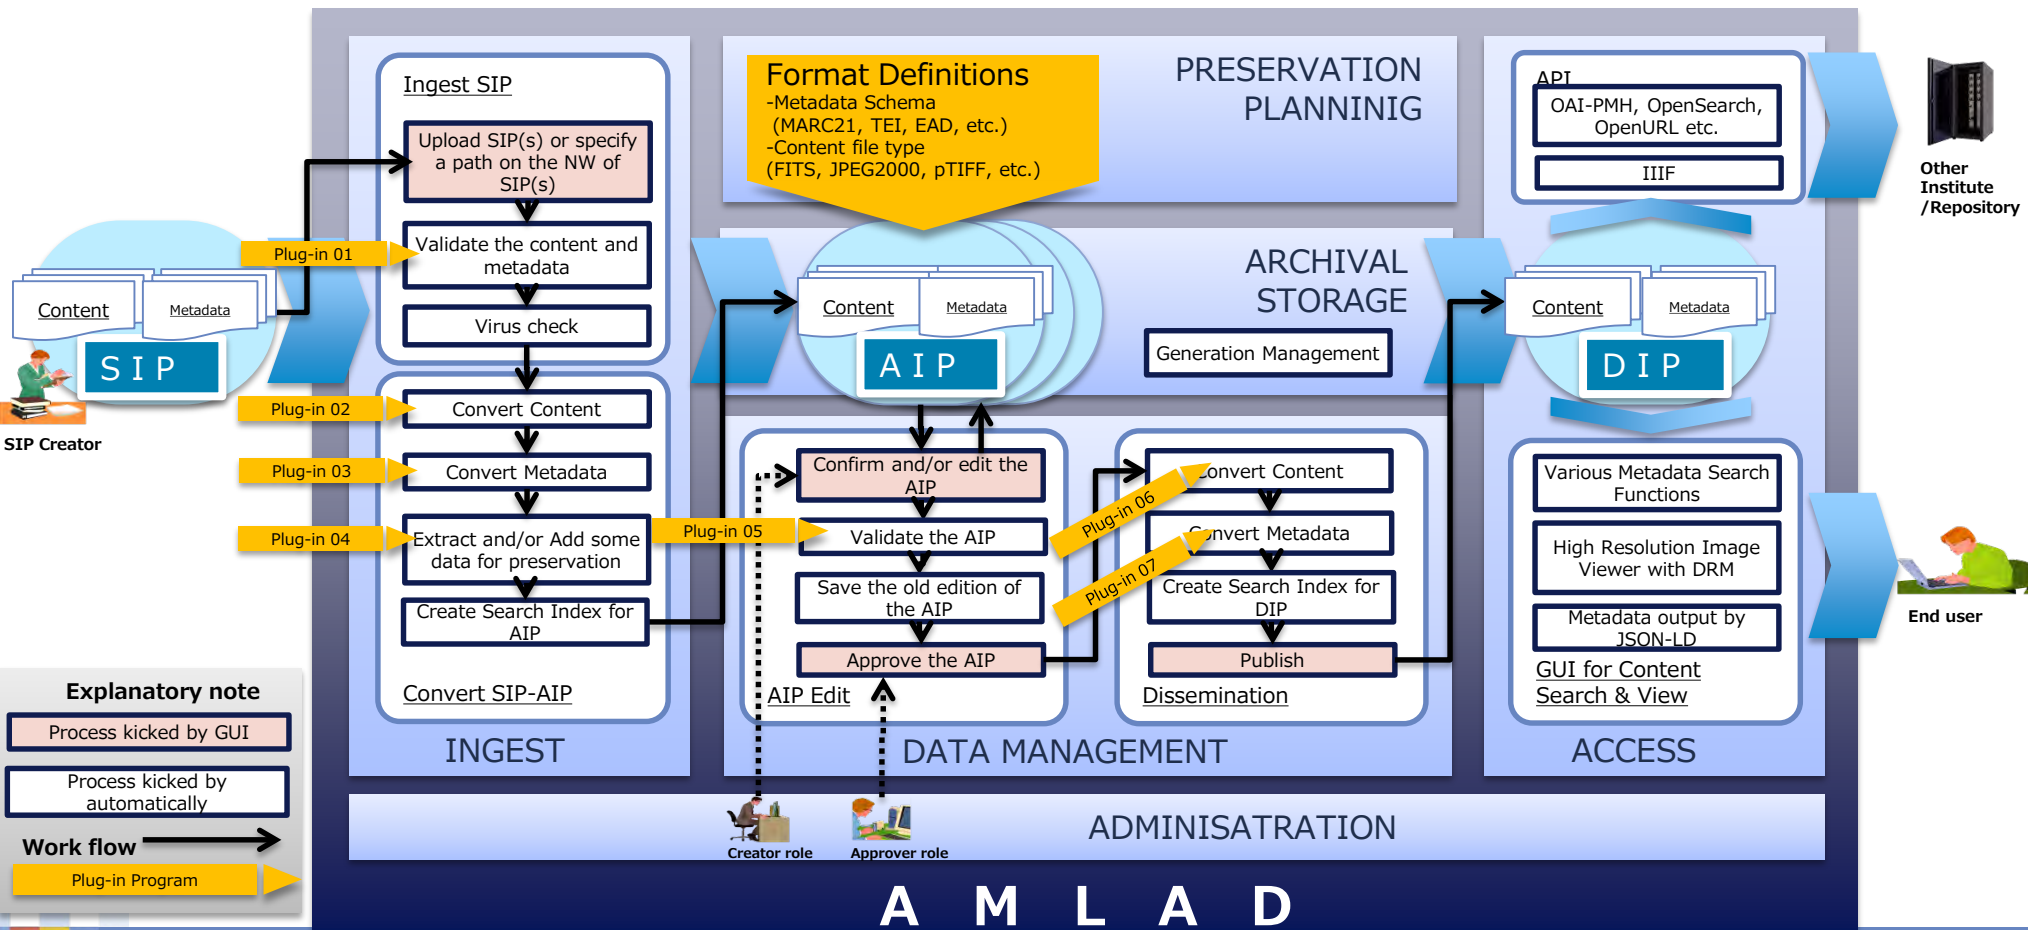 Ingest SIP
Upload SIP(s) or specify
a path on the NW of
SIP(s)
Validate the content and
metadata
Virus check
Plug-in 01
Content
Metadata
SIP
SIP Creator
Plug-in 02
Convert Content
Plug-in 03
Convert Metadata
Plug-in 04
Extract and/or Add some
data for preservation
Create Search Index for
AIP
Convert SIP-AIP
INGEST
Format Definitions
-Metadata Schema
(MARC21, TEI, EAD, etc.)
-Content file type
(FITS, JPEG2000, pTIFF, etc.)
PRESERVATION
PLANNINIG
ARCHIVAL
STORAGE
Generation Management
Content
Metadata
AIP
Confirm and/or edit the
AIP
Plug-in 05
Validate the AIP
Save the old edition of
the AIP
Approve the AIP
AIP Edit
Plug-in 06
Convert Content
Plug-in 07
Convert Metadata
Create Search Index for
DIP
Publish
Dissemination
DATA MANAGEMENT
API
OAI-PMH, OpenSearch,
OpenURL etc.
IIIF
Content
Metadata
DIP
Various Metadata Search
Functions
High Resolution Image
Viewer with DRM
Metadata output by
JSON-LD
GUI for Content
Search & View
ACCESS
Other
Institute
/Repository
End user
Explanatory note
Process kicked by GUI
Process kicked by
automatically
Work flow
Plug-in Program
Creator role
Approver role
ADMINISATRATION
AMLAD